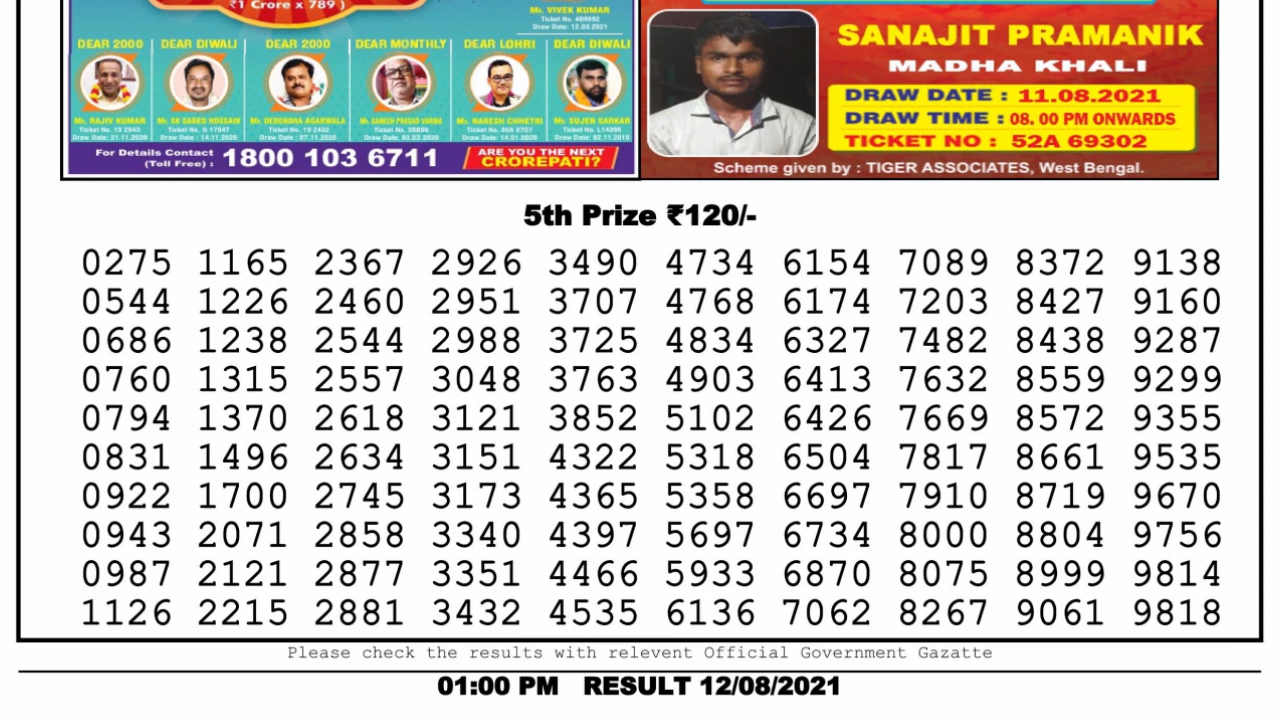 ₹1 Crore x 789 )
Mr. VIVEK KUMAR
Draw Date: 12.03.2021
DEAR 2000 DEAR DIWALI DEAR 2000 DEAR MONTHLY DEAR LOHRI DEAR DIWALI
Mr. RAJIV KUMAR Mr. SK SABED HOSSAIN Mr. DEBENDRA AGARWALA Mr. GANESH PRASAD VARMA Mr. NARESH CHHETRI Mr. SUJEN SARKAR
For Details Contact
(Toll Free) : 1800 103 6711
ARE YOU THE NEXT
CROREPATI?
SANAJIT PRAMANIK
MADHA KHALI
DRAW DATE : 11.08.2021
DRAW TIME : 08. 00 PM ONWARDS
TICKET NO : 52A 69302
Scheme given by : TIGER ASSOCIATES, West Bengal.
5th Prize ₹120/-
0275 1165 2367 2926 3490 4734 6154 7089 8372 9138
0544 1226 2460 2951 3707 4768 6174 7203 8427 9160
0686 1238 2544 2988 3725 4834 6327 7482 8438 9287
0760 1315 2557 3048 3763 4903 6413 7632 8559 9299
0794 1370 2618 3121 3852 5102 6426 7669 8572 9355
0831 1496 2634 3151 4322 5318 6504 7817 8661 9535
0922 1700 2745 3173 4365 5358 6697 7910 8719 9670
0943 2071 2858 3340 4397 5697 6734 8000 8804 9756
0987 2121 2877 3351 4466 5933 6870 8075 8999 9814
1126 2215 2881 3432 4535 6136 7062 8267 9061 9818
Please check the results with relevent Official Government Gazatte
01:00 PM RESULT 12/08/2021